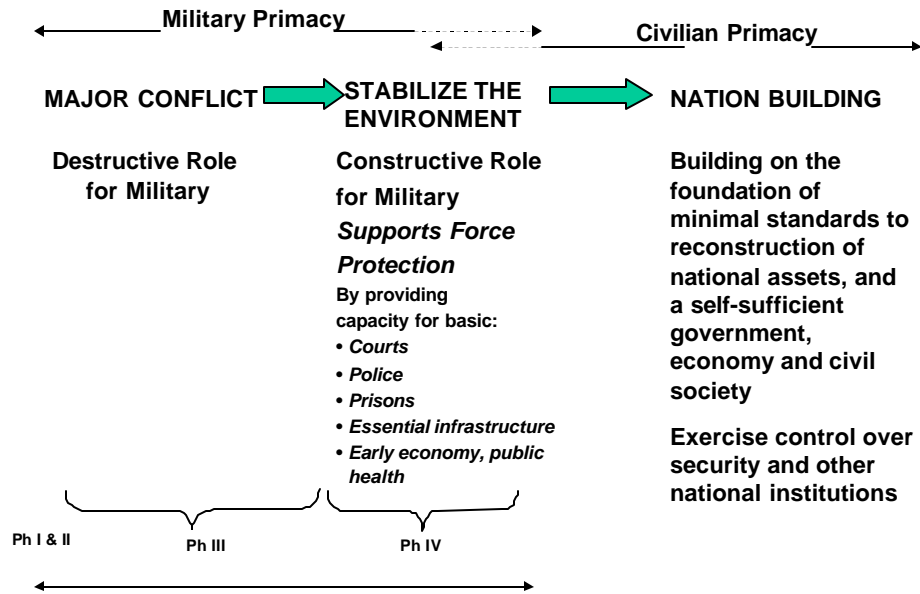 Military Primacy
Civilian Primacy
MAJOR CONFLICT
Destructive Role
for Military
STABILIZE THE
ENVIRONMENT
Constructive Role
for Military
Supports Force
Protection
By providing
capacity for basic:
• Courts
• Police
• Prisons
• Essential infrastructure
• Early economy, public
health
NATION BUILDING
Building on the
foundation of
minimal standards to
reconstruction of
national assets, and
a self-sufficient
government,
economy and civil
society
Exercise control over
security and other
national institutions
Ph I & II
Ph III
Ph IV